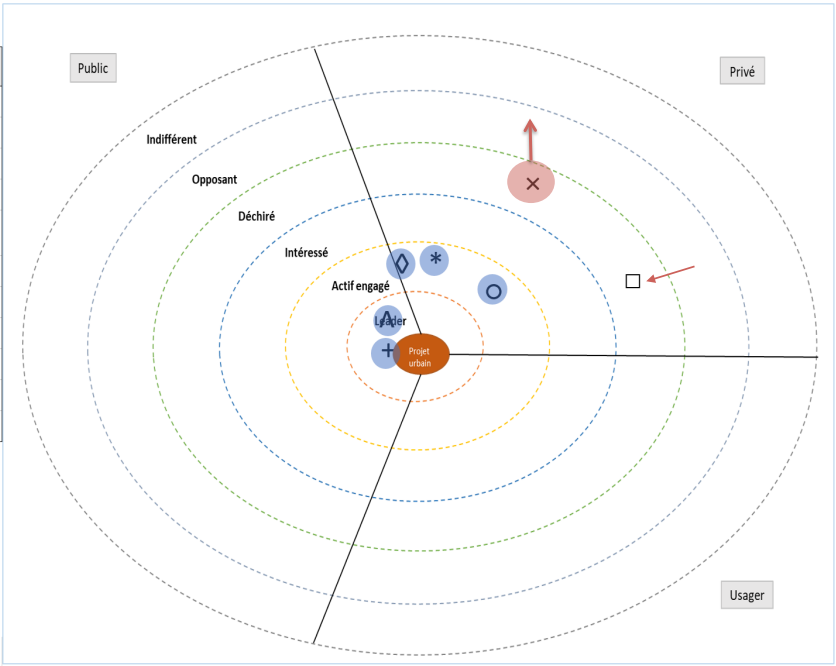 Public
Privé
Indifférent
Opposant
Déchiré
Intéressé
Actif engagé
Leader
Projet
urbain
Usager